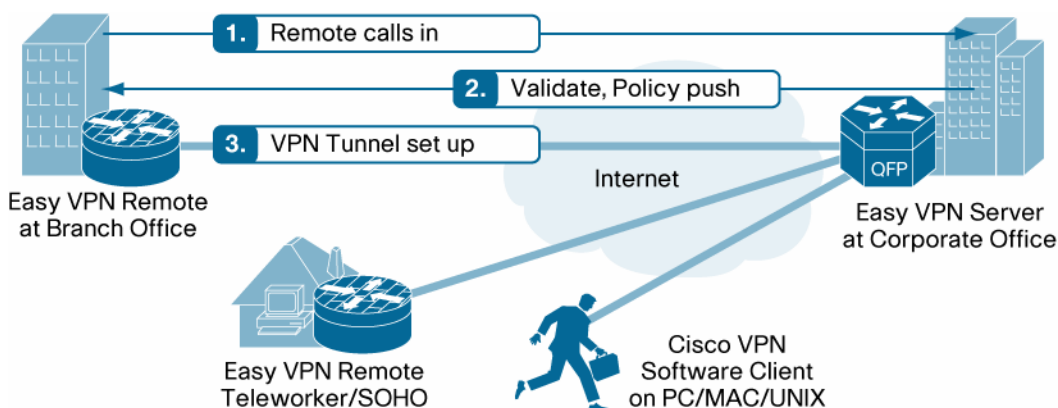 1. Remote calls in
2. Validate, Policy push
3. VPN Tunnel set up
Internet
QFP
Easy VPN Remote
at Branch Office
Easy VPN Server
at Corporate Office
Easy VPN Remote
Teleworker/SOHO
Cisco VPN
Software Client
on PC/MAC/UNIX